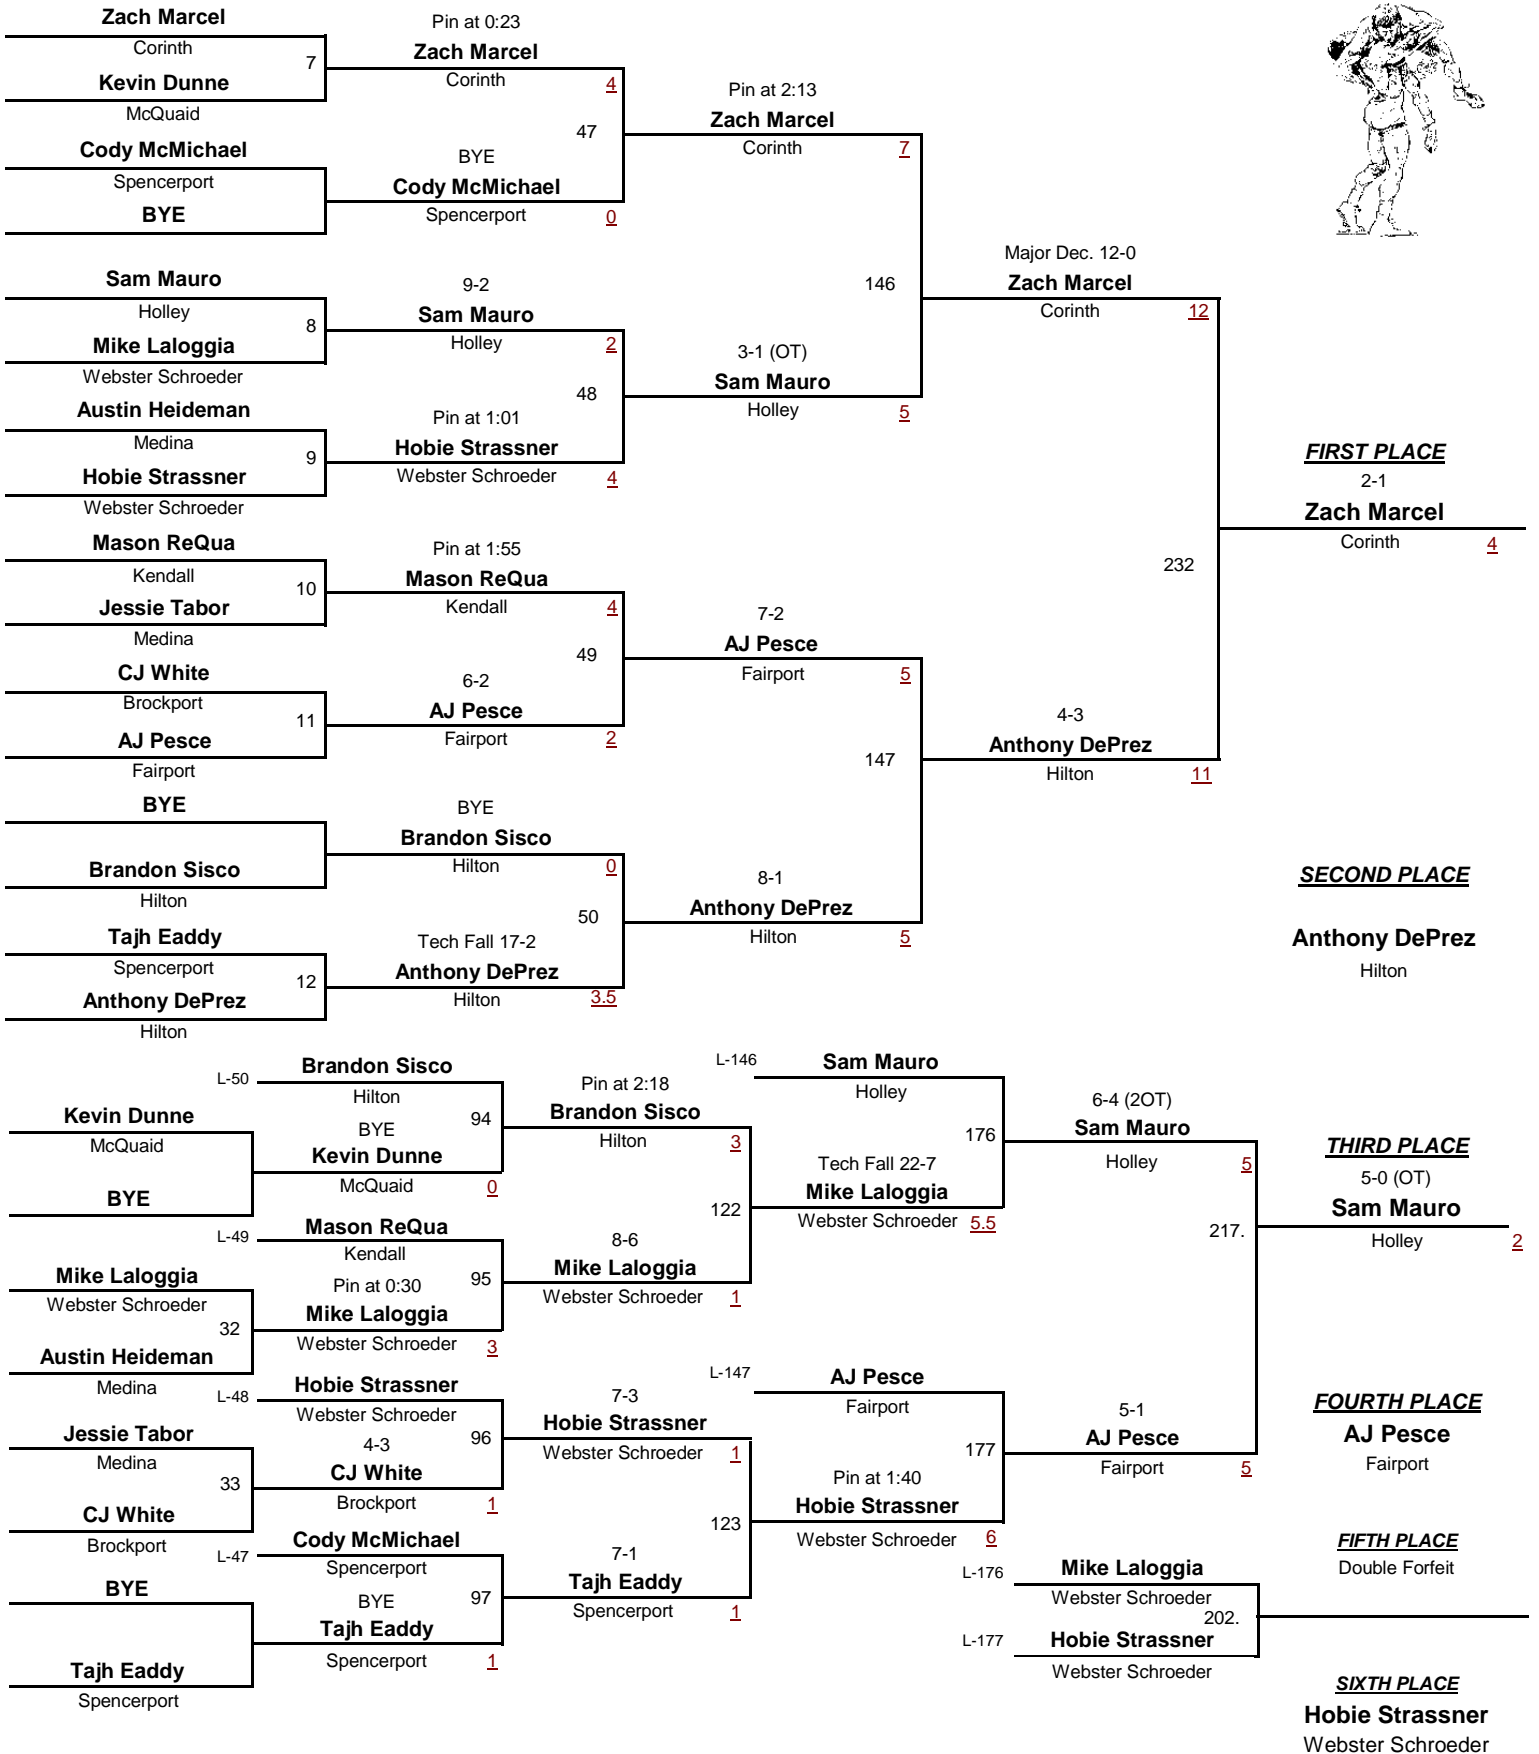 Zach Marcel
Corinth
7
Kevin Dunne
McQuaid
Cody McMichael
Spencerport
BYE
Sam Mauro
Holley
8
Mike Laloggia
Webster Schroeder
Austin Heideman
Medina
9
Hobie Strassner
Webster Schroeder
Mason ReQua
Kendall
10
Jessie Tabor
Medina
CJ White
Brockport
11
AJ Pesce
Fairport
BYE
Brandon Sisco
Hilton
Tajh Eaddy
Spencerport
12
Anthony DePrez
Hilton
Pin at 0:23
Zach Marcel
Corinth
4
47
BYE
Cody McMichael
Spencerport
0
9-2
Sam Mauro
Holley
2
48
Pin at 1:01
Hobie Strassner
Webster Schroeder
4
Pin at 1:55
Mason ReQua
Kendall
4
49
6-2
AJ Pesce
Fairport
2
BYE
Brandon Sisco
Hilton
0
50
Tech Fall 17-2
Anthony DePrez
Hilton
3.5
Pin at 2:13
Zach Marcel
Corinth
7
146
3-1 (OT)
Sam Mauro
Holley
5
7-2
AJ Pesce
Fairport
5
147
8-1
Anthony DePrez
Hilton
5
Major Dec. 12-0
Zach Marcel
Corinth
12
232
4-3
Anthony DePrez
Hilton
11
FIRST PLACE
2-1
Zach Marcel
Corinth
4
SECOND PLACE
Anthony DePrez
Hilton
Kevin Dunne
McQuaid
BYE
Mike Laloggia
Webster Schroeder
32
Austin Heideman
Medina
Jessie Tabor
Medina
33
CJ White
Brockport
BYE
Tajh Eaddy
Spencerport
L-50
Brandon Sisco
Hilton
94
BYE
Kevin Dunne
McQuaid
0
L-49
Mason ReQua
Kendall
95
Pin at 0:30
Mike Laloggia
Webster Schroeder
3
L-48
Hobie Strassner
Webster Schroeder
96
4-3
CJ White
Brockport
1
L-47
Cody McMichael
Spencerport
97
BYE
Tajh Eaddy
Spencerport
1
Pin at 2:18
Brandon Sisco
Hilton
3
122
8-6
Mike Laloggia
Webster Schroeder
1
7-3
Hobie Strassner
Webster Schroeder
1
123
7-1
Tajh Eaddy
Spencerport
1
L-146
Sam Mauro
Holley
176
Tech Fall 22-7
Mike Laloggia
Webster Schroeder
5.5
L-147
AJ Pesce
Fairport
177
Pin at 1:40
Hobie Strassner
Webster Schroeder
6
6-4 (2OT)
Sam Mauro
Holley
5
217.
5-1
AJ Pesce
Fairport
5
L-176
Mike Laloggia
Webster Schroeder
202.
L-177
Hobie Strassner
Webster Schroeder
THIRD PLACE
5-0 (OT)
Sam Mauro
Holley
2
FOURTH PLACE
AJ Pesce
Fairport
FIFTH PLACE
Double Forfeit
SIXTH PLACE
Hobie Strassner
Webster Schroeder